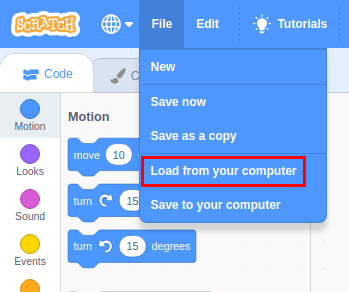 SCRATCH
File
Edit
Tutorials
Code
C
New
Save now
Save as a copy
Load from your computer
Save to your computer
Motion
Looks
Sound
Events
Motion
move 10
turn 15
turn 15 degrees